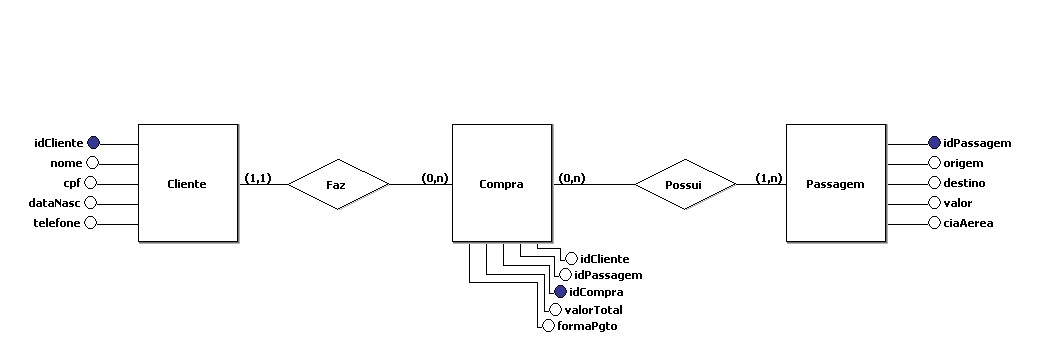 idCliente
nome
cpf
dataNasc
telefone
Cliente
(1,1)
Faz
(0,n)
Compra
(0,n)
Possui
(1,n)
Passagem
idPassagem
origem
destino
valor
ciaAerea
idCliente
idPassagem
idCompra
valorTotal
formaPgto